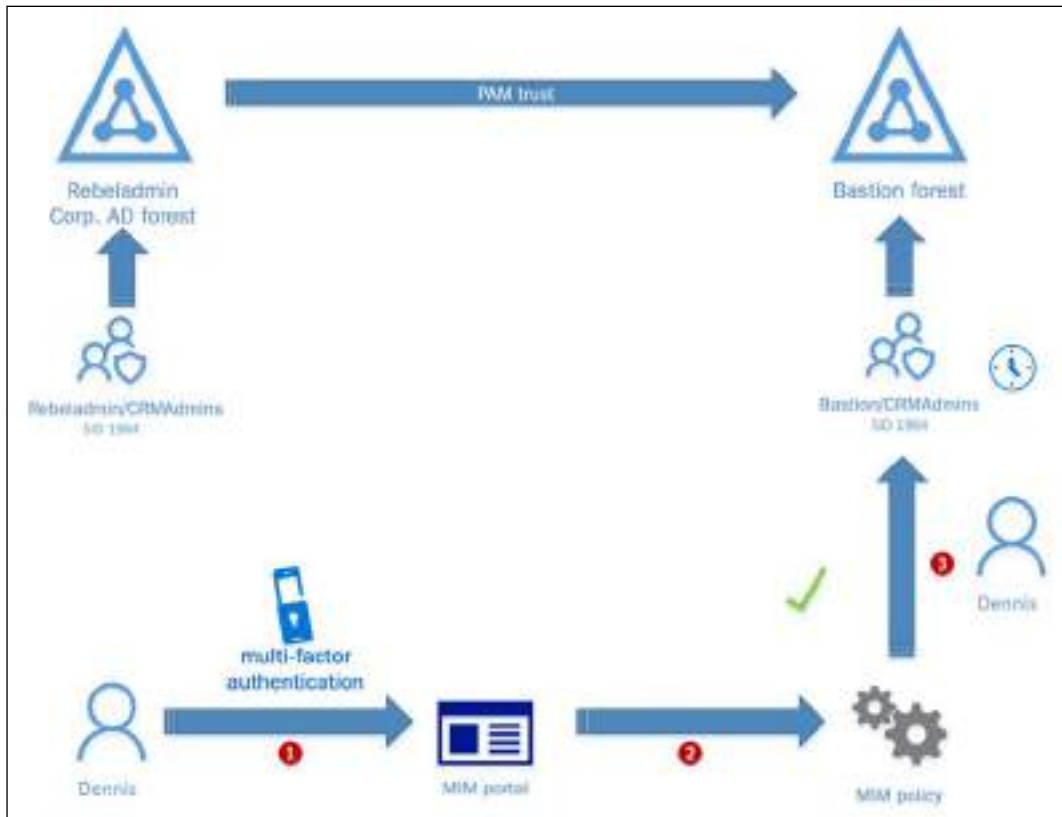 PAM trust
Rebeladmin
Corp. AD forest
Bastion forest
Rebeladmin/CRMAdmins
SID 1984
Bastion/CRMAdmins
SID 1984
3
Dennis
multi-factor
authentication
1
2
Dennis
MIM portal
MIM policy